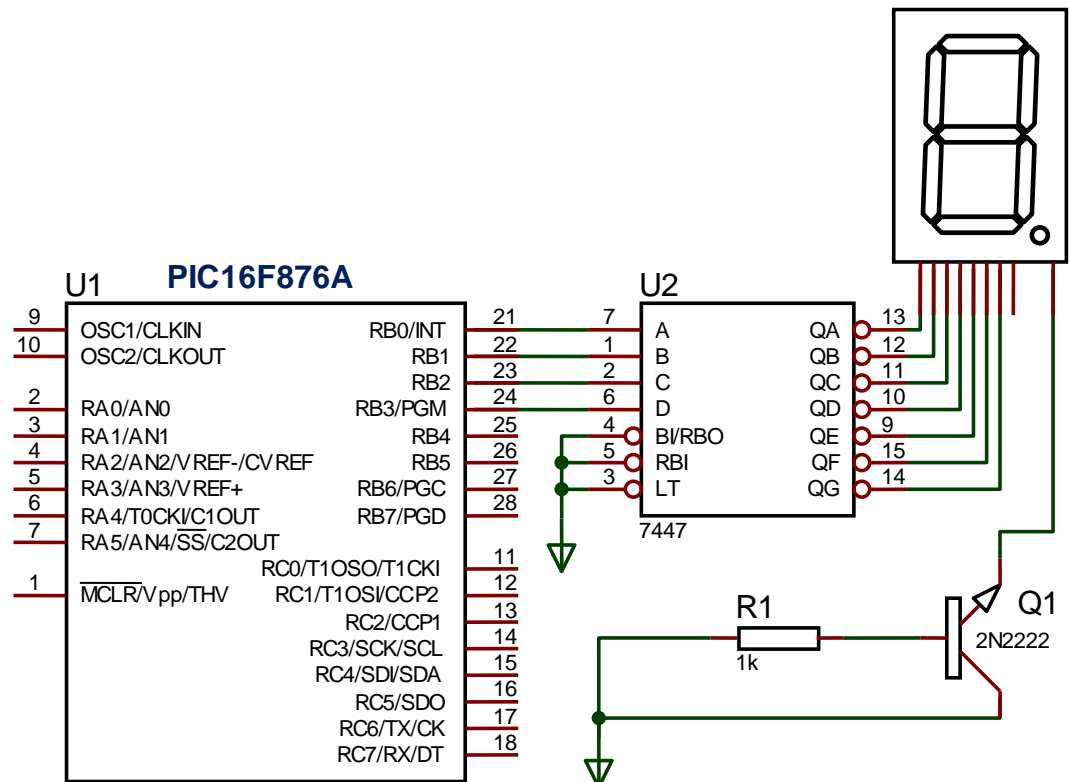 U1
PIC16F876A
9
OSC1/CLKIN
10
OSC2/CLKOUT
2
RA0/AN0
3
RA1/AN1
4
RA2/AN2/VREF-/CVREF
5
RA3/AN3/VREF+
6
RA4/T0CKI/C1OUT
7
RA5/AN4/SS/C2OUT
1
MCLR/Vpp/THV
RB0/INT
21
RB1
22
RB2
23
RB3/PGM
24
RB4
25
RB5
26
RB6/PGC
27
RB7/PGD
28
RC0/T1OSO/T1CKI
11
RC1/T1OSI/CCP2
12
RC2/CCP1
13
RC3/SCK/SCL
14
RC4/SDI/SDA
15
RC5/SDO
16
RC6/TX/CK
17
RC7/RX/DT
18
U2
7
A
1
B
2
C
6
D
4
BI/RBO
5
RBI
3
LT
QA
13
QB
12
QC
11
QD
10
QE
9
QF
15
QG
14
7447
R1
1k
Q1
2N2222